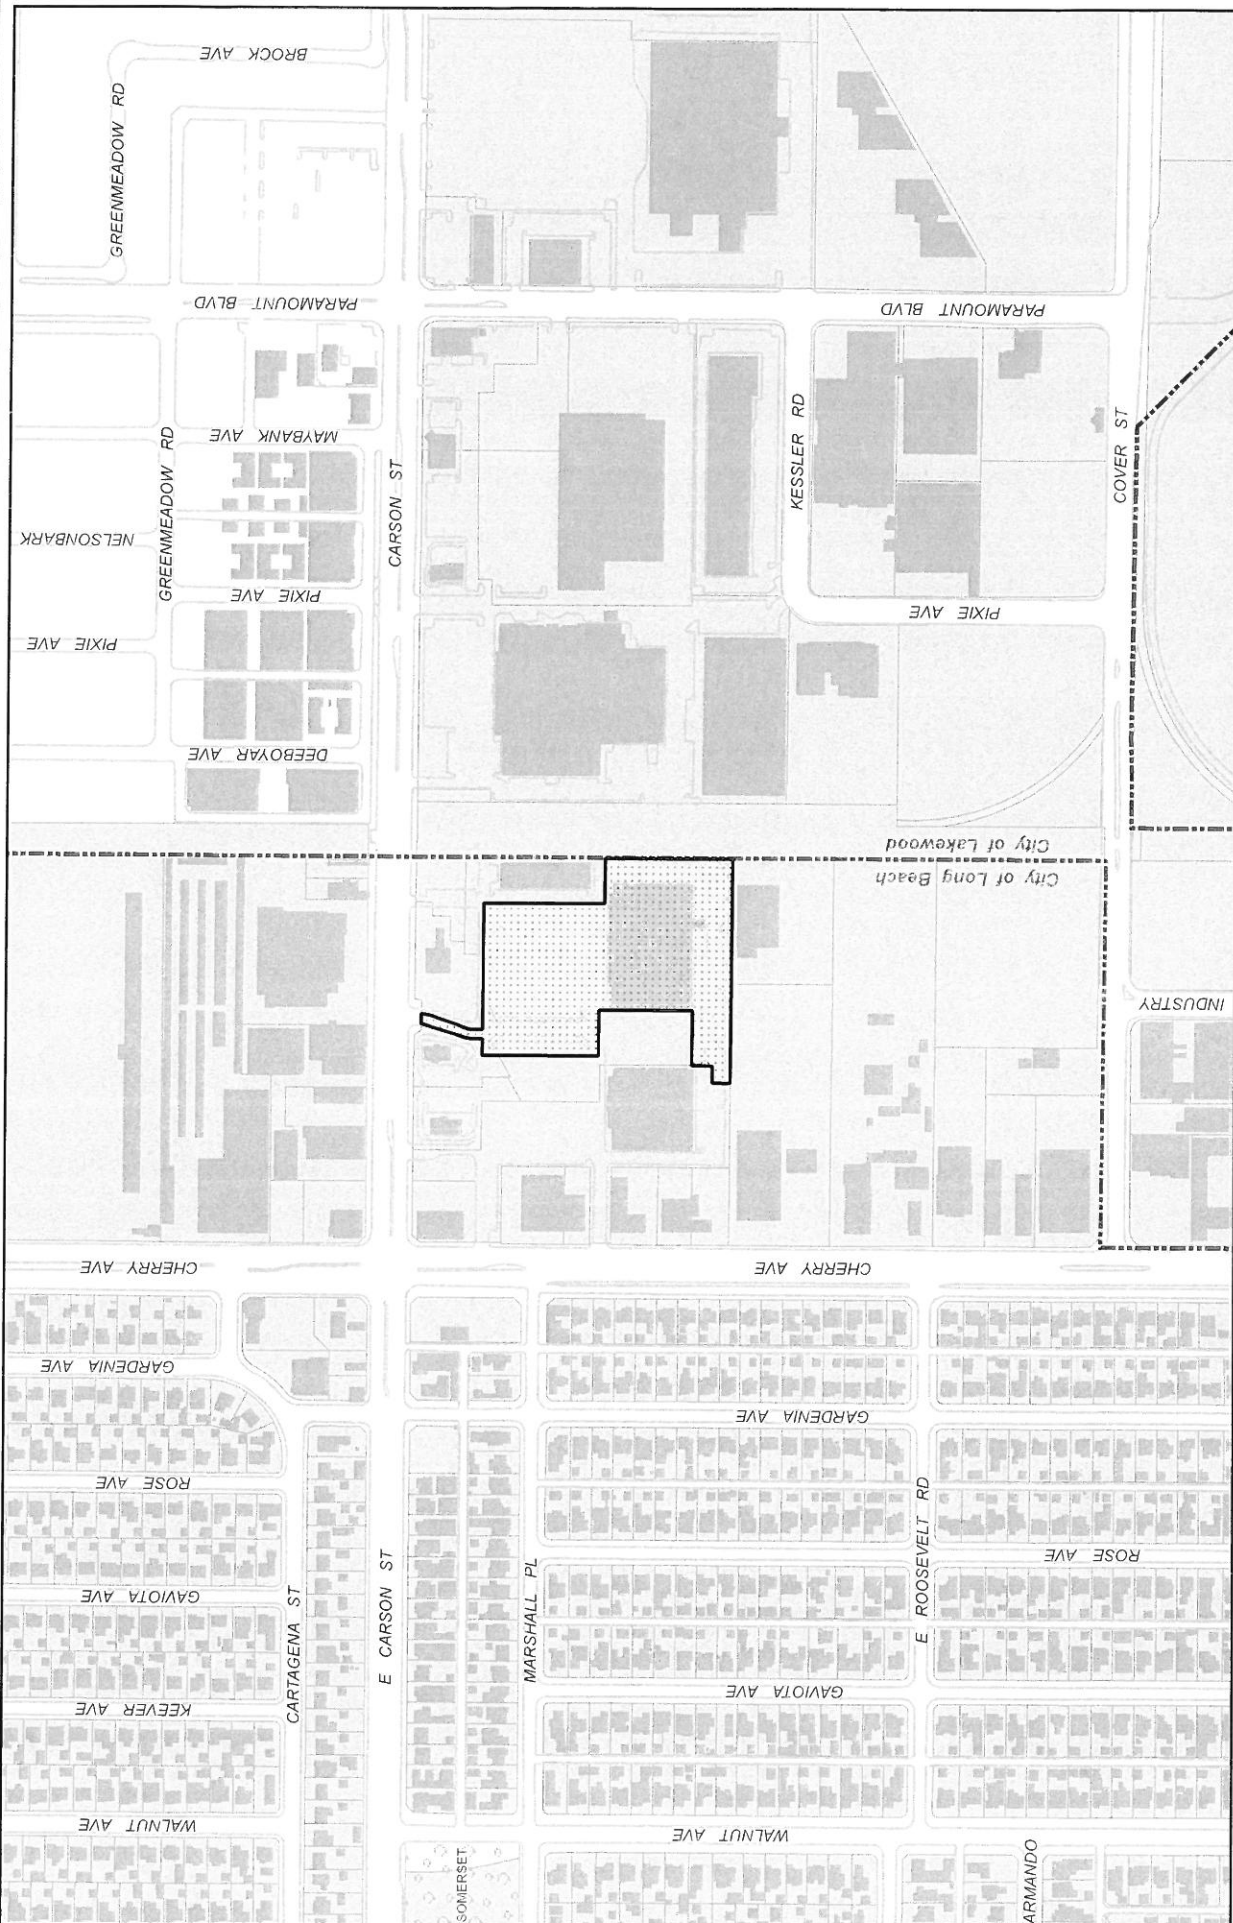 BROCK AVE
GREENMEADOW RD
PARAMOUNT BLVD
PARAMOUNT BLVD
MAYBANK AVE
GREENMEADOW RD
CARSON ST
KESSLER RD
COVER ST
NELSONBARK
PIXIE AVE
PIXIE AVE
PIXIE AVE
DEEBOYAR AVE
City of Lakewood
City of Long Beach
INDUSTRY
CHERRY AVE
CHERRY AVE
GARDENIA AVE
GARDENIA AVE
ROSE AVE
E ROOSEVELT RD
ROSE AVE
GAVIOTA AVE
CARTAGENA ST
E CARSON ST
MARSHALL PL
GAVIOTA AVE
KEEVER AVE
WALNUT AVE
WALNUT AVE
SOMERSET
ARMANDO